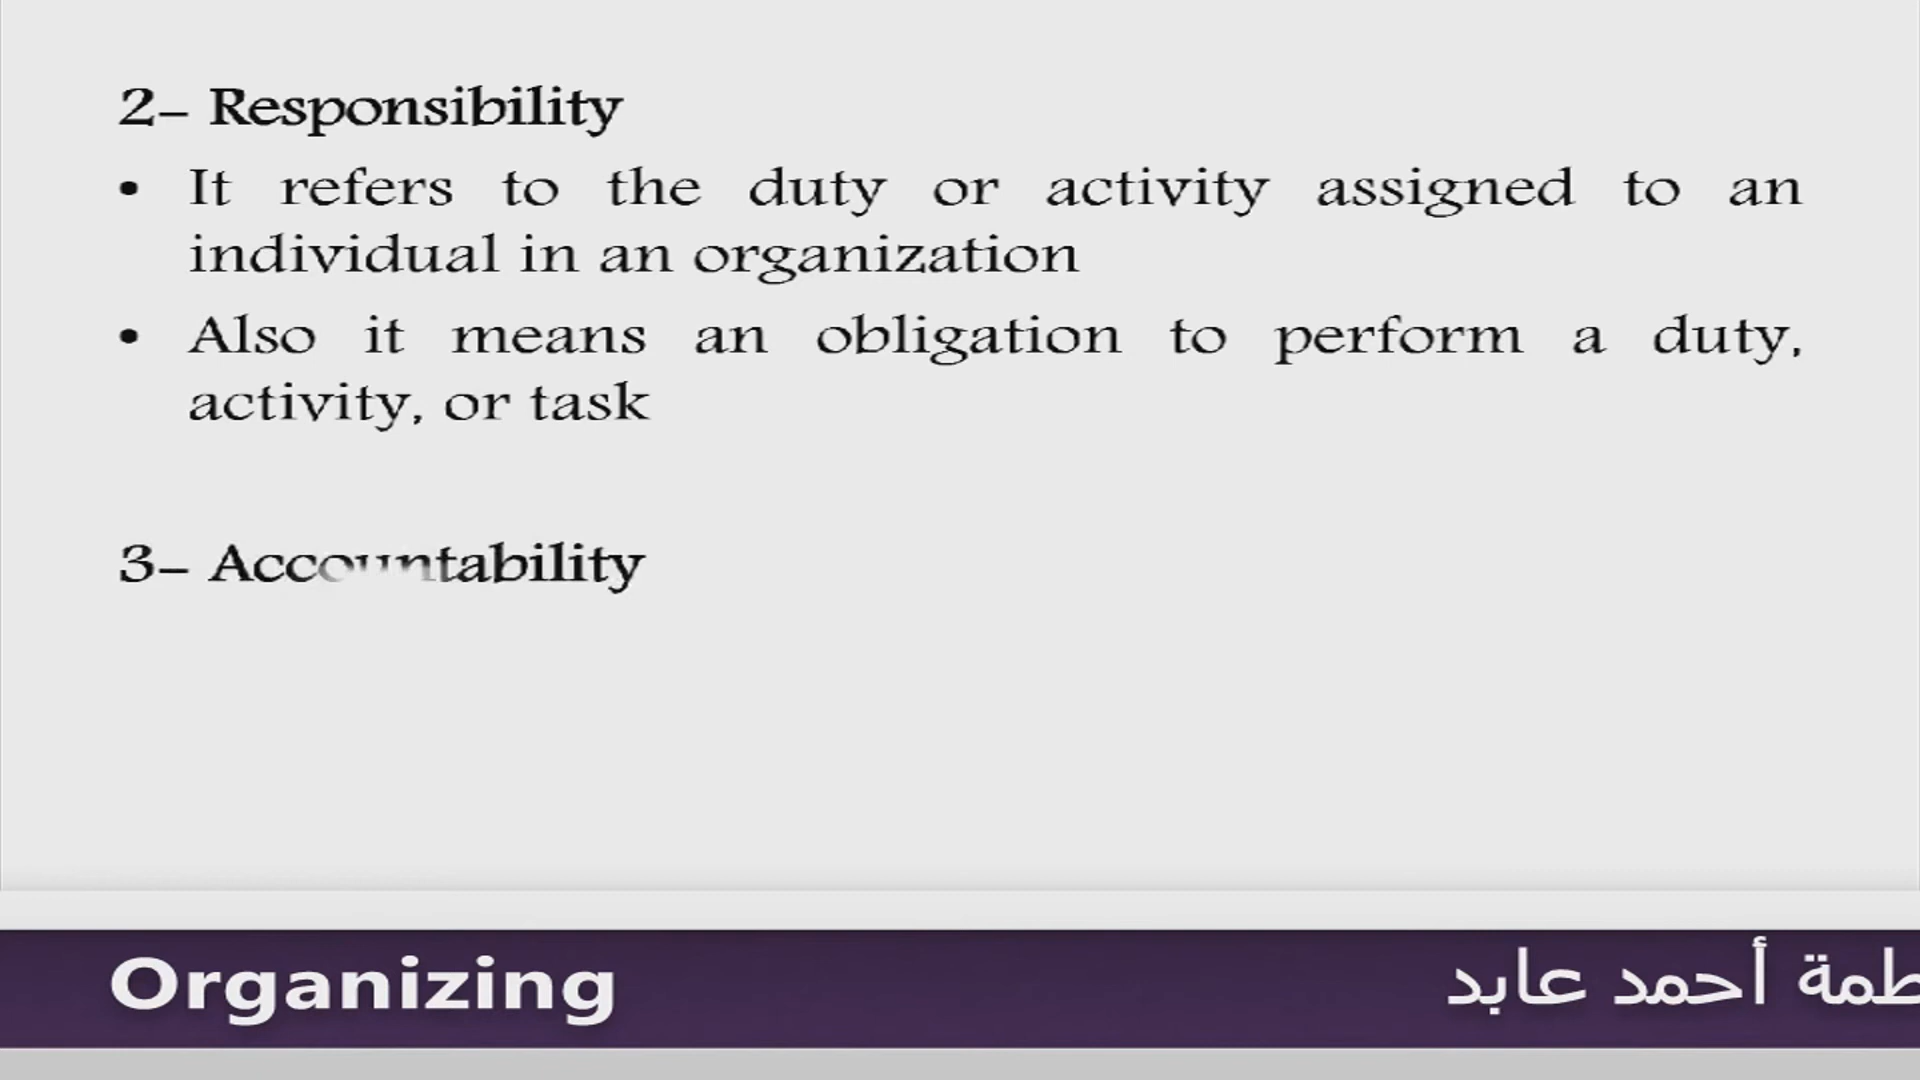 2- Responsibility
• It refers to the duty or activity assigned to an
individual in an organization
• Also it means an obligation to perform a duty,
activity, or task
3- Accountability
Organizing
أحمد عابد